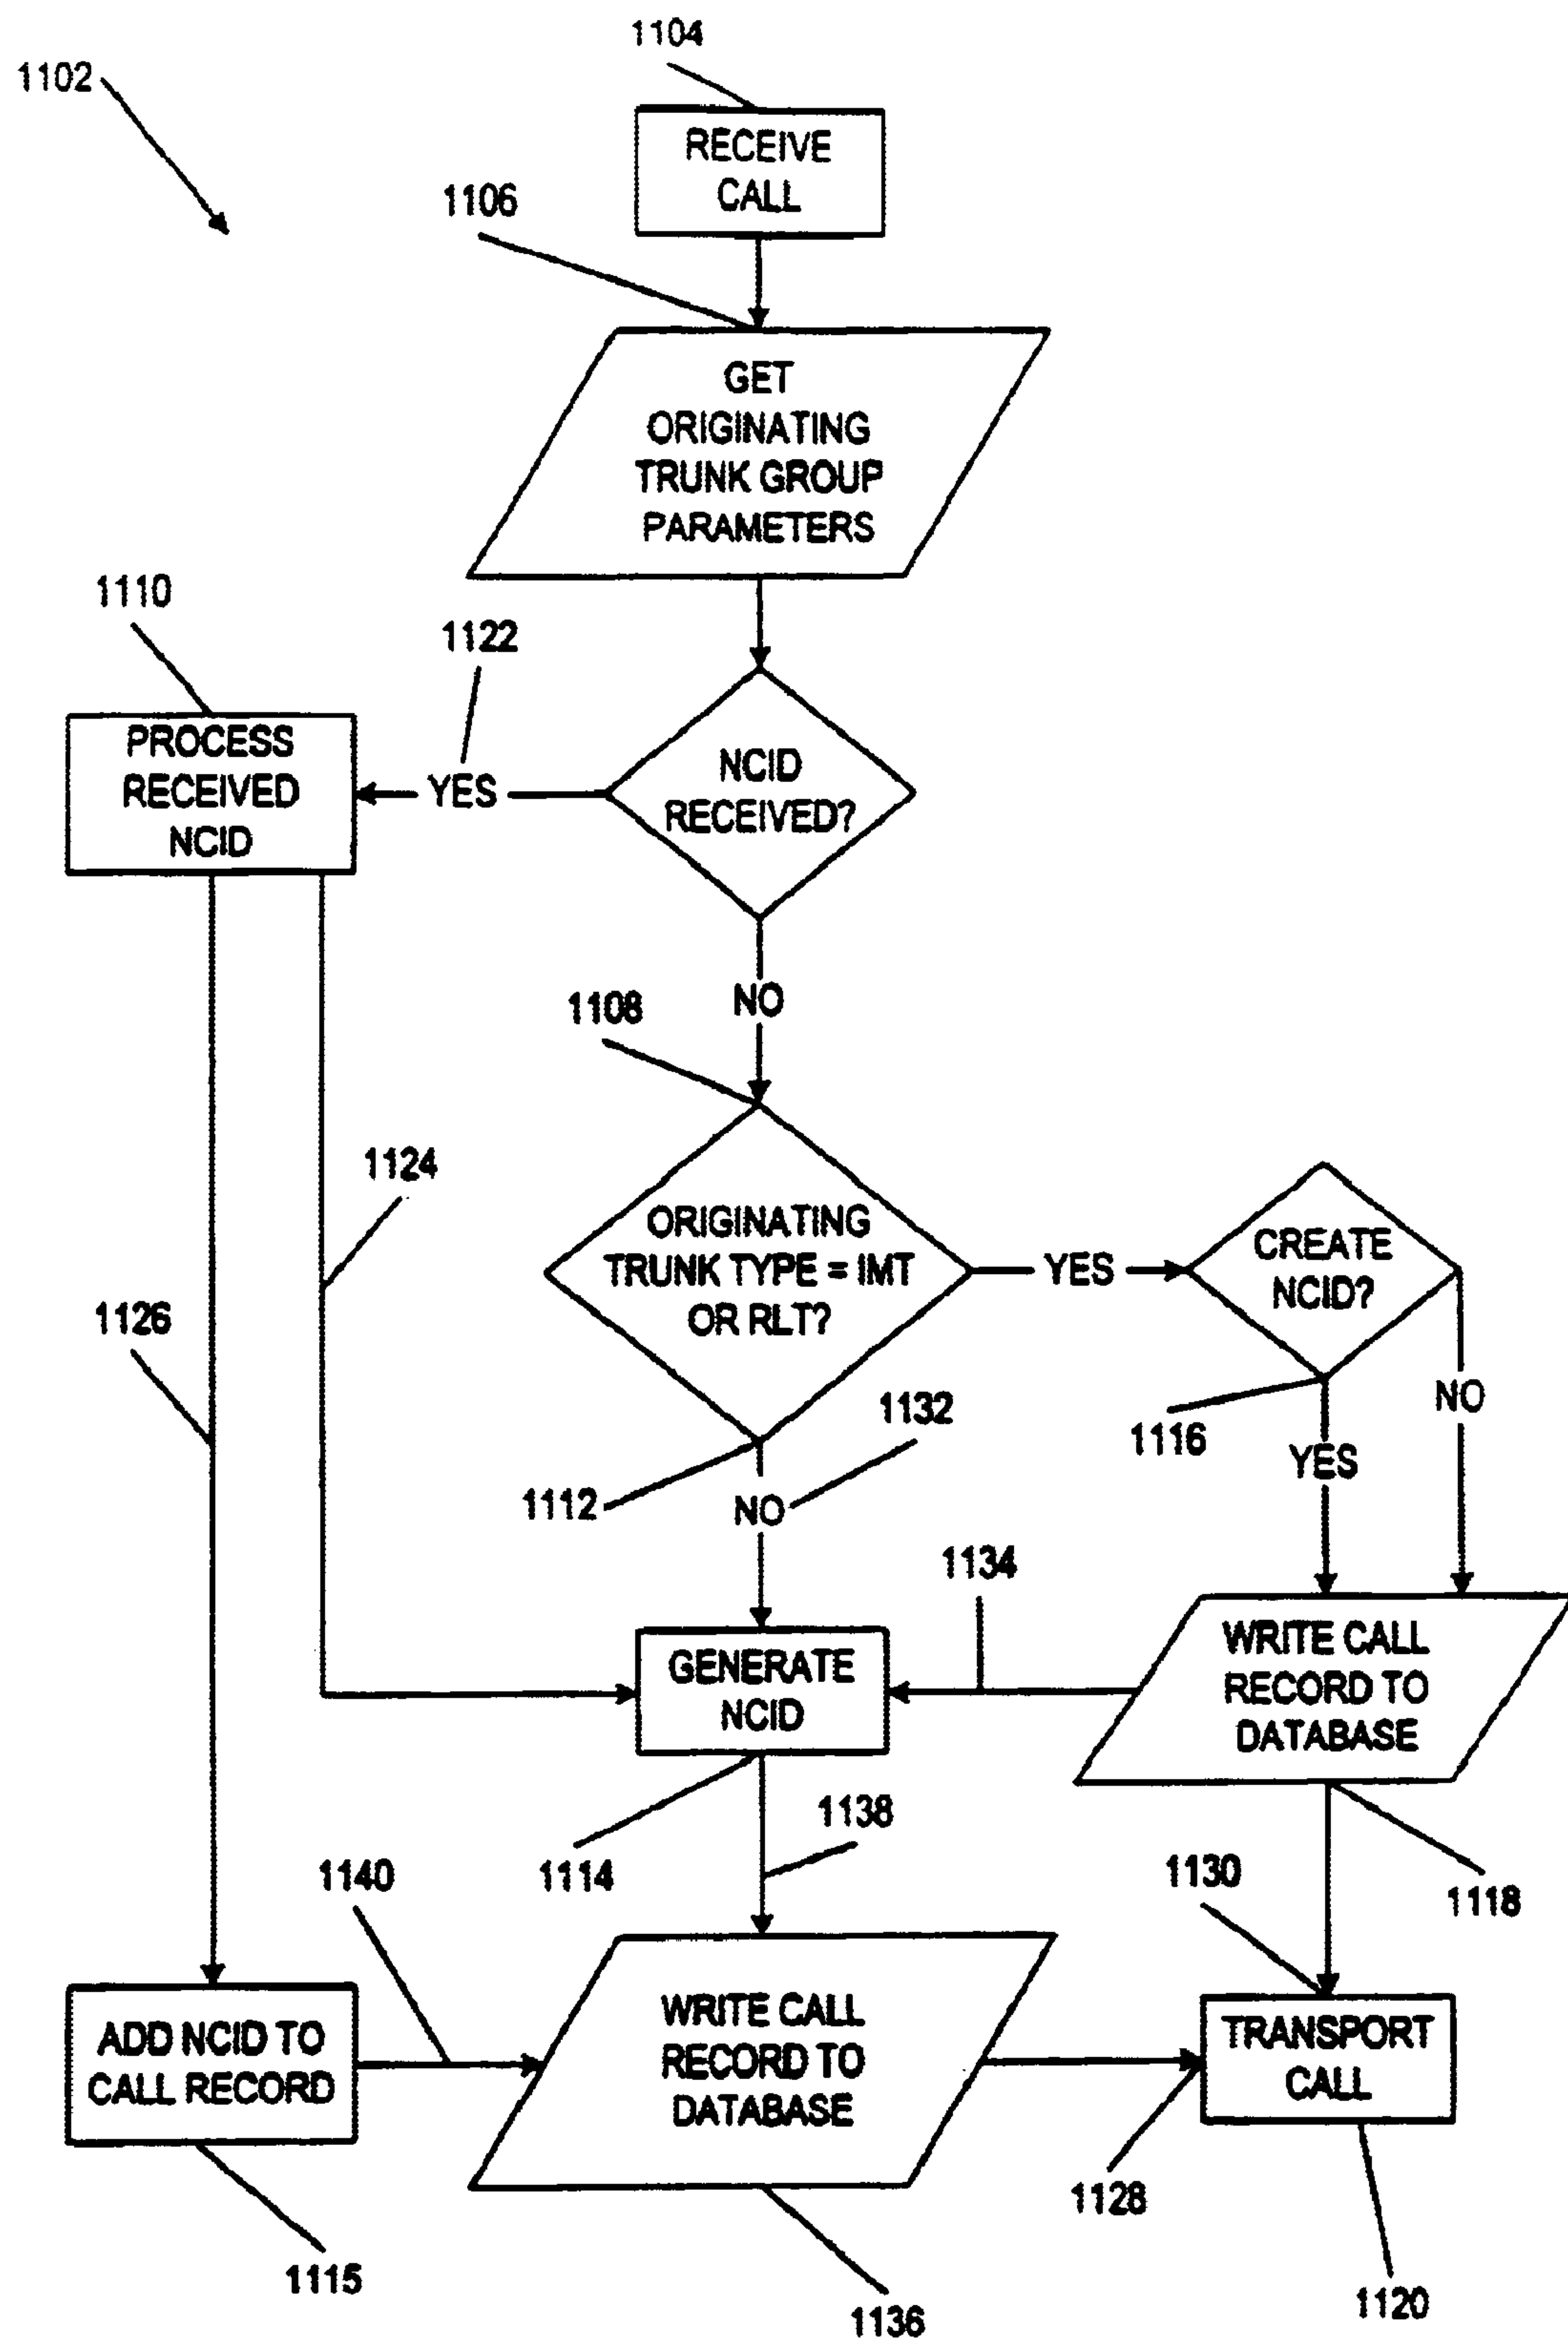 1104
1102
RECEIVE
CALL
1106
GET
ORIGINATING
TRUNK GROUP
PARAMETERS
1110
1122
PROCESS
RECEIVED
NCID
YES
NCID
RECEIVED?
NO
1108
1124
ORIGINATING
TRUNK TYPE = IMT
OR RLT?
YES
CREATE
NCID?
1126
1132
NO
1116
YES
1112
NO
1134
GENERATE
NCID
WRITE CALL
RECORD TO
DATABASE
1138
1114
1140
1130
1118
ADD NCID TO
CALL RECORD
WRITE CALL
RECORD TO
DATABASE
TRANSPORT
CALL
1128
1115
1136
1120